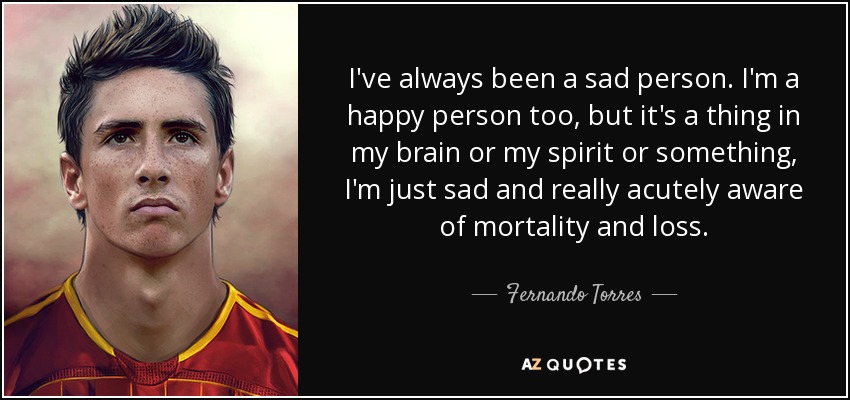 I've always been a sad person. I'm a
happy person too, but it's a thing in
my brain or my spirit or something,
I'm just sad and really acutely aware
of mortality and loss.
Fernando Torres
AZ QUOTES